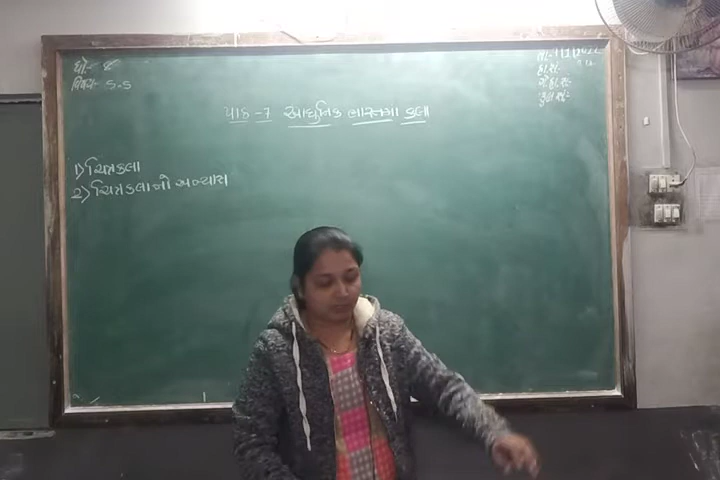 ધો:- 8
વિષય:- S.S
તા:-
હા.સં:-
ગે.હા.સં:-
કુલ સં:-
પાઠ -7 આધુનિક ભારતમાં કલા
1) ચિત્રકલા
2) ચિત્રકલાનો અભ્યાસ